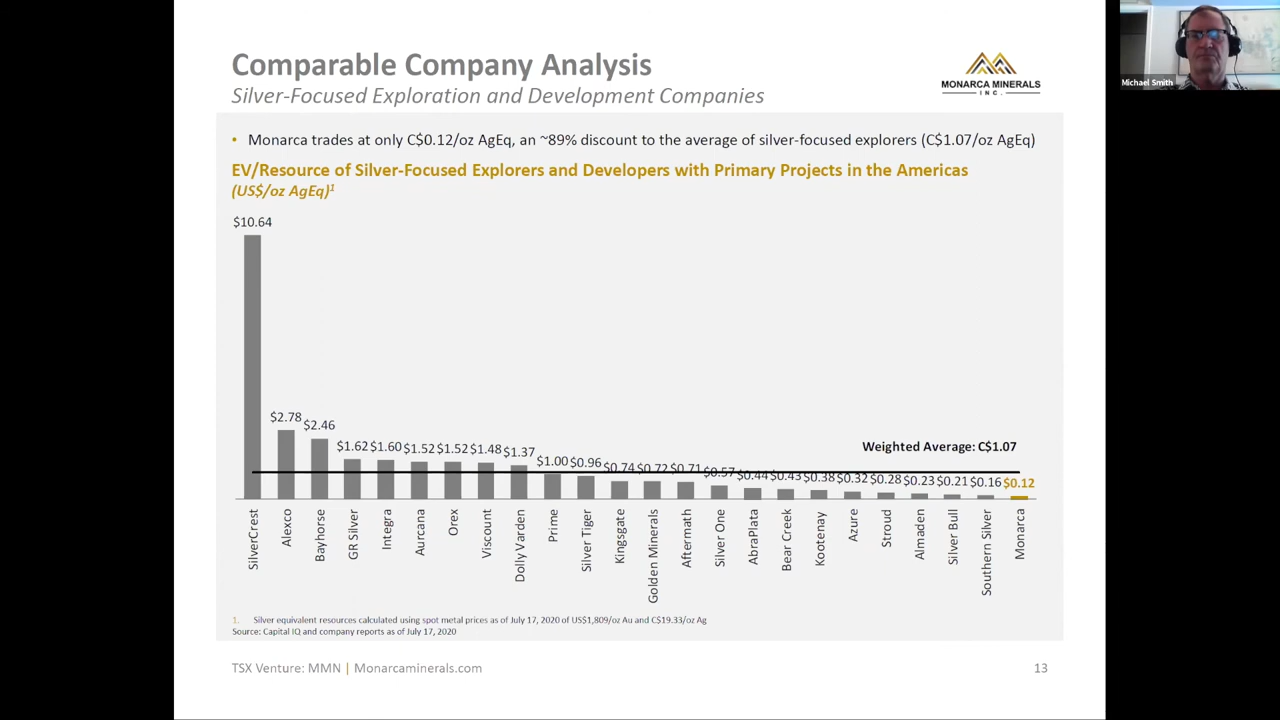 Comparable Company Analysis
Silver-Focused Exploration and Development Companies
MONARCA MINERALS
INC.
Michael Smith
• Monarca trades at only C$0.12/oz AgEq, an ~89% discount to the average of silver-focused explorers (C$1.07/oz AgEq)
EV/Resource of Silver-Focused Explorers and Developers with Primary Projects in the Americas
(US$/oz AgEq)1
$10.64
$2.78 $2.46 $1.62 $1.60 $1.52 $1.52 $1.48 $1.37 $1.00 $0.96 $0.74 $0.72 $0.71 $0.57 $0.44 $0.43 $0.38 $0.32 $0.28 $0.23 $0.21 $0.16 $0.12
Weighted Average: C$1.07
SilverCrest
Alexco
Bayhorse
GR Silver
Integra
Aurcana
Orex
Viscount
Dolly Varden
Prime
Silver Tiger
Kingsgate
Golden Minerals
Aftermath
Silver One
AbraPlata
Bear Creek
Kootenay
Azure
Stroud
Almaden
Silver Bull
Southern Silver
Monarca
1. Silver equivalent resources calculated using spot metal prices as of July 17, 2020 of US$1,809/oz Au and C$19.33/oz Ag
Source: Capital IQ and company reports as of July 17, 2020
TSX Venture: MMN | Monarcaminerals.com
13